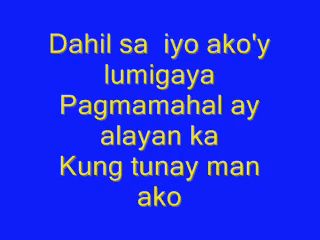 Dahil sa  iyo ako'y
lumigaya
Pagmamahal ay
alayan ka
Kung tunay man
ako